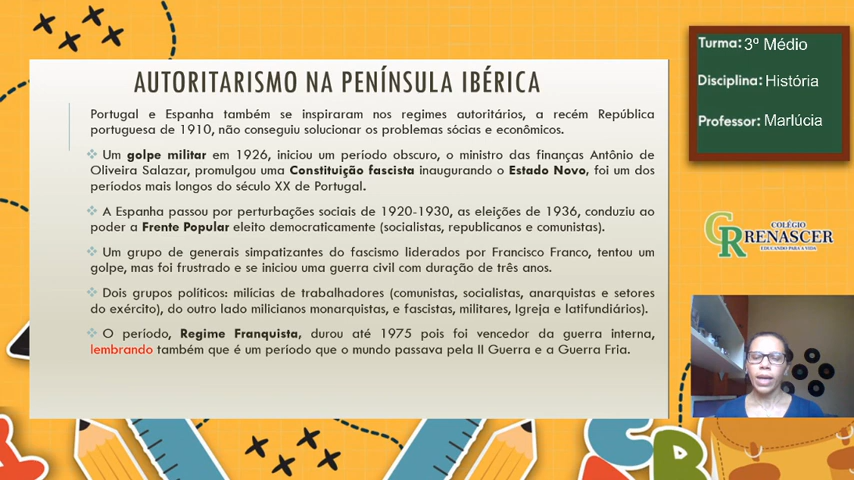 AUTORITARISMO NA PENÍNSULA IBÉRICA
Portugal e Espanha também se inspiraram nos regimes autoritários, a recém República
portuguesa de 1910, não conseguiu solucionar os problemas sócias e econômicos.
Um golpe militar em 1926, iniciou um período obscuro, o ministro das finanças Antônio de
Oliveira Salazar, promulgou uma Constituição fascista inaugurando o Estado Novo, foi um dos
períodos mais longos do século XX de Portugal.
A Espanha passou por perturbações sociais de 1920-1930, as eleições de 1936, conduziu ao
poder a Frente Popular eleito democraticamente (socialistas, republicanos e comunistas).
Um grupo de generais simpatizantes do fascismo liderados por Francisco Franco, tentou um
golpe, mas foi frustrado e se iniciou uma guerra civil com duração de três anos.
Dois grupos políticos: milícias de trabalhadores (comunistas, socialistas, anarquistas e setores
do exército), do outro lado milicianos monarquistas, e fascistas, militares, Igreja e latifundiários).
O período, Regime Franquista, durou até 1975 pois foi vencedor da guerra interna,
lembrando também que é um período que o mundo passava pela II Guerra e a Guerra Fria.
Turma: 3º Médio
Disciplina: História
Professor: Marlúcia
CR
COLÉGIO
RENASCER
EDUCANDO PARA A VIDA